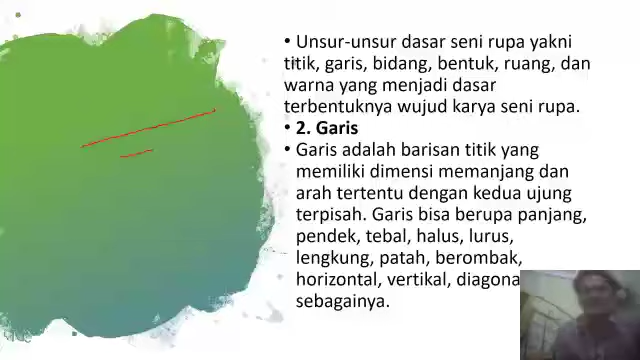 • Unsur-unsur dasar seni rupa yakni
titik, garis, bidang, bentuk, ruang, dan
warna yang menjadi dasar
terbentuknya wujud karya seni rupa.
• 2. Garis
• Garis adalah barisan titik yang
memiliki dimensi memanjang dan
arah tertentu dengan kedua ujung
terpisah. Garis bisa berupa panjang,
pendek, tebal, halus, lurus,
lengkung, patah, berombak,
horizontal, vertikal, diagona
sebagainya.